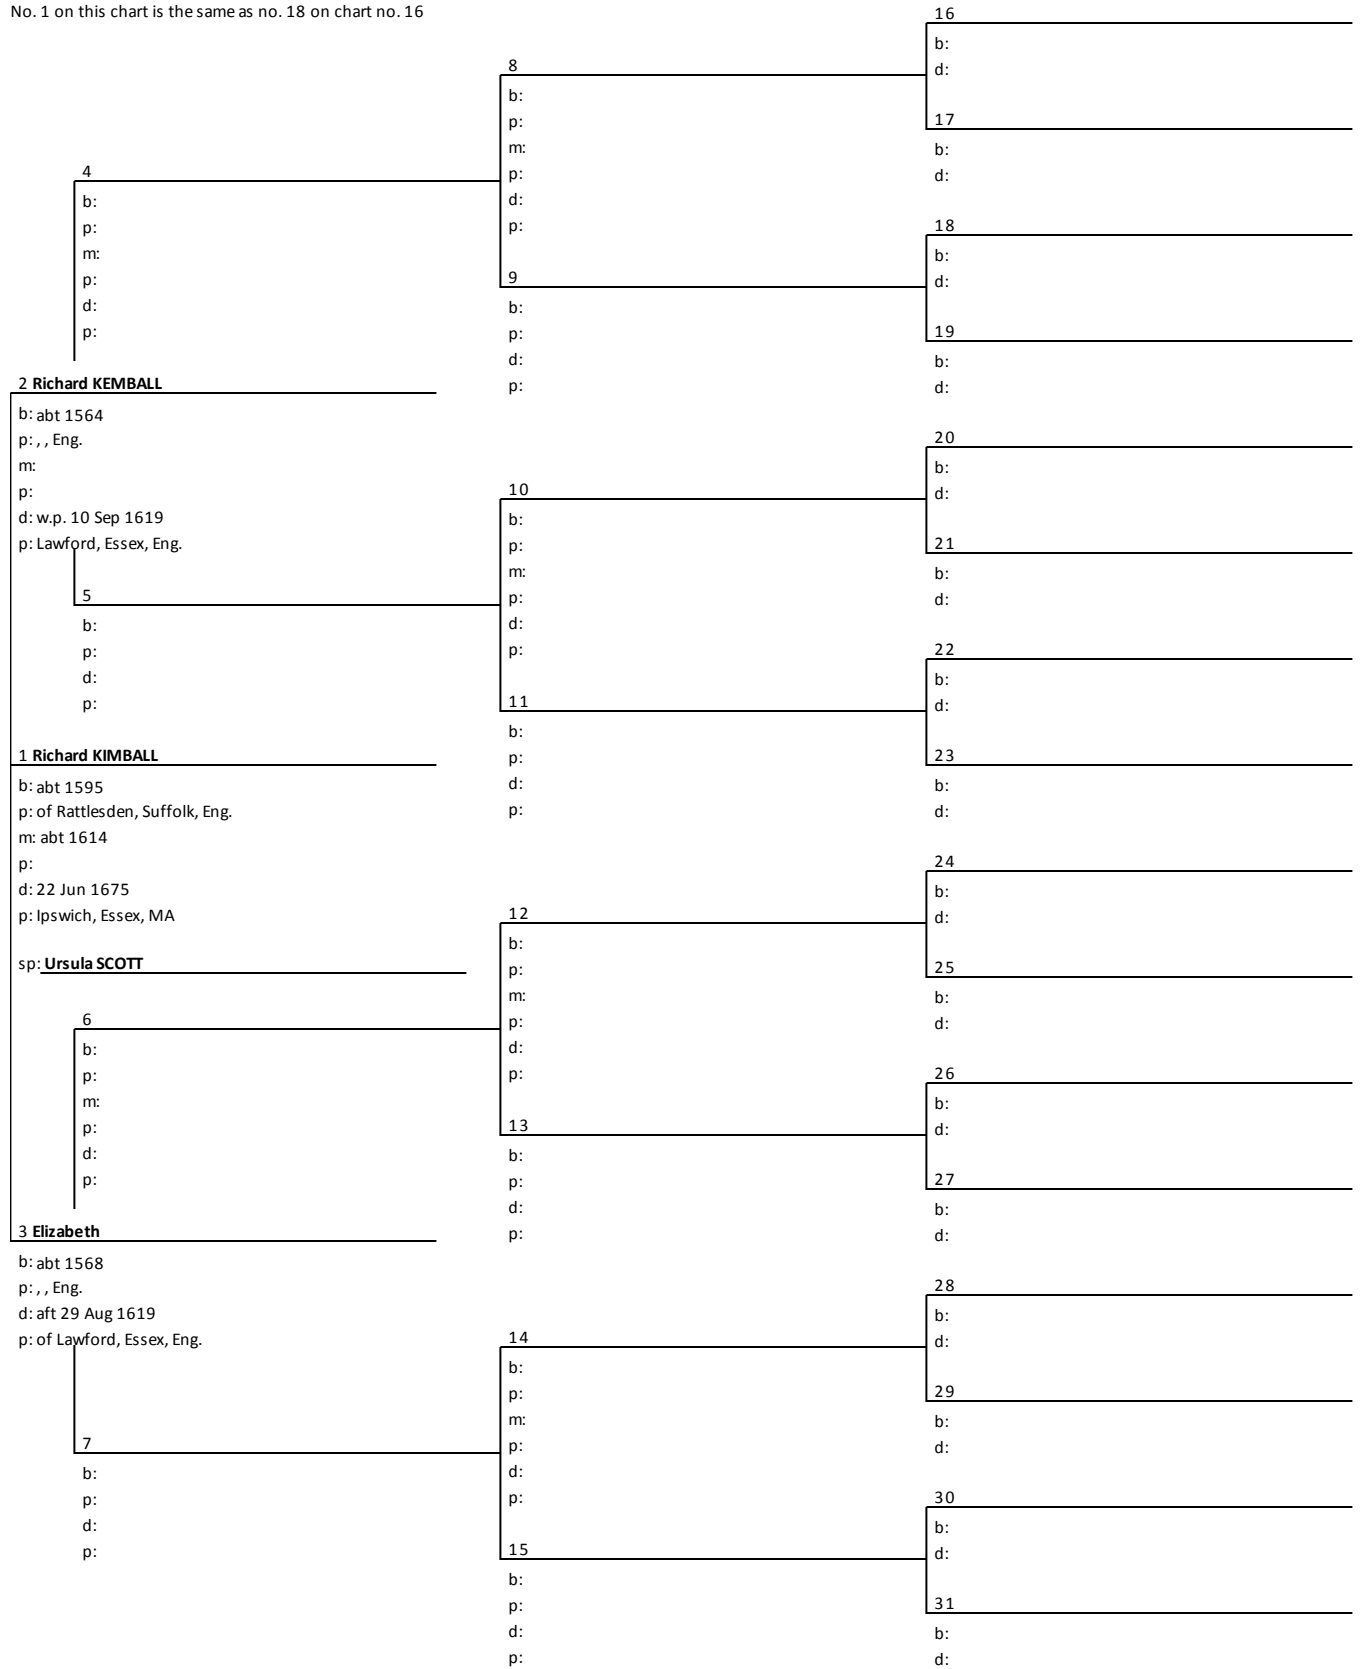 No. 1 on this chart is the same as no. 18 on chart no. 16
16
b:
d:
8
b:
p:
m:
p:
d:
p:
17
b:
d:
4
b:
p:
m:
p:
d:
p:
18
b:
d:
9
b:
p:
d:
p:
19
b:
d:
2 Richard KEMBALL
b: abt 1564
p: , , Eng.
m:
p:
d: w.p. 10 Sep 1619
p: Lawford, Essex, Eng.
20
b:
d:
10
b:
p:
m:
p:
d:
p:
21
b:
d:
5
b:
p:
d:
p:
22
b:
d:
11
b:
p:
d:
p:
23
b:
d:
1 Richard KIMBALL
b: abt 1595
p: of Rattlesden, Suffolk, Eng.
m: abt 1614
p:
d: 22 Jun 1675
p: Ipswich, Essex, MA
sp: Ursula SCOTT
24
b:
d:
12
b:
p:
m:
p:
d:
p:
25
b:
d:
6
b:
p:
m:
p:
d:
p:
26
b:
d:
13
b:
p:
d:
p:
27
b:
d:
3 Elizabeth
b: abt 1568
p: , , Eng.
d: aft 29 Aug 1619
p: of Lawford, Essex, Eng.
28
b:
d:
14
b:
p:
m:
p:
d:
p:
29
b:
d:
7
b:
p:
d:
p:
30
b:
d:
15
b:
p:
d:
p:
31
b:
d: